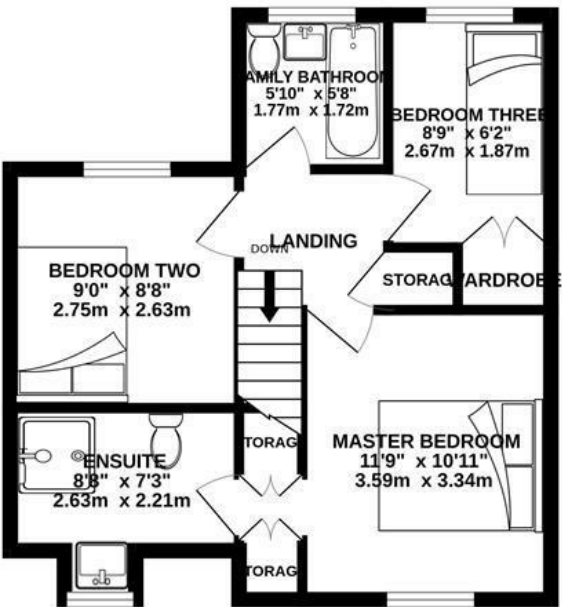 AMILY BATHROOM
5'10" x 5'8"
1.77m x 1.72m
BEDROOM THREE
8'9" x 6'2"
2.67m x 1.87m
LANDING
DOWN
BEDROOM TWO
9'0" x 8'8"
2.75m x 2.63m
STORAG
WARDROBE
TORAG
MASTER BEDROOM
11'9" x 10'11"
3.59m x 3.34m
ENSUITE
8'8" x 7'3"
2.63m x 2.21m
TORAG